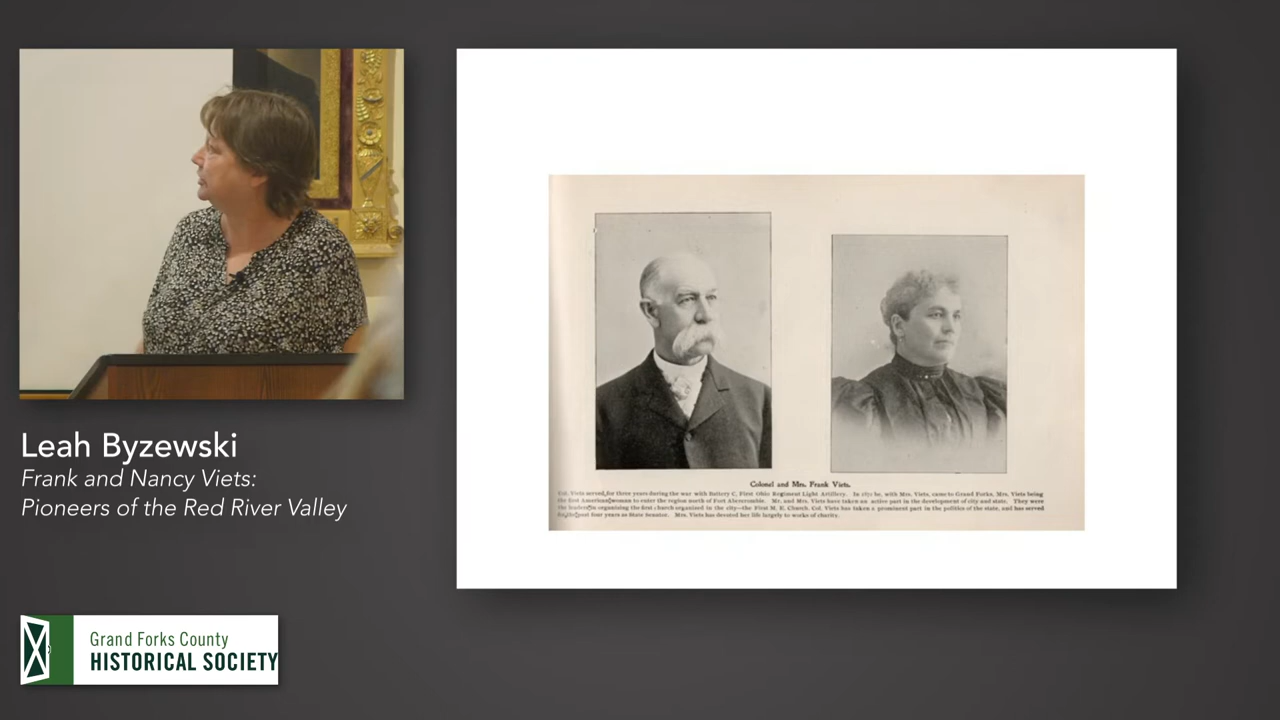 Leah Byzewski
Frank and Nancy Viets:
Pioneers of the Red River Valley
Grand Forks County
HISTORICAL SOCIETY
Colonel and Mrs. Frank Viets.
Col. Viets served for three years during the war with Battery C, First Ohio Regiment Light Artillery. In 1871 he, with Mrs. Viets, came to Grand Forks, Mrs. Viets being
the first American woman to enter the region north of Fort Abercrombie. Mr. and Mrs. Viets have taken an active part in the development of city and state. They were
the leaders in organizing the first church organized in the city—the First M. E. Church. Col. Viets has taken a prominent part in the politics of the state, and has served
past four years as State Senator. Mrs. Viets has devoted her life largely to works of charity.